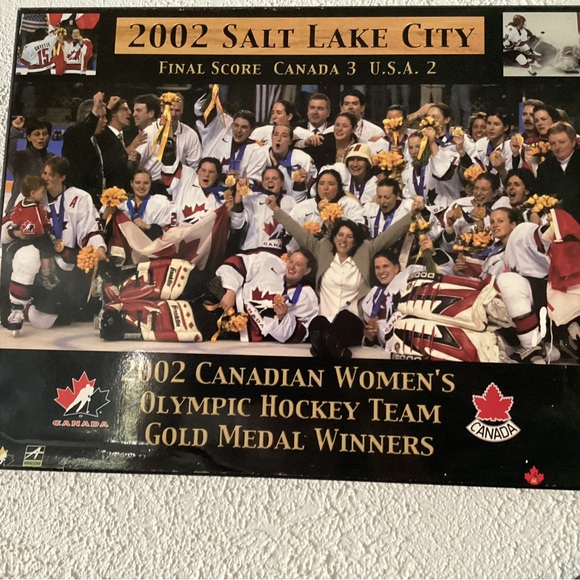 2002 SALT LAKE CITY
FINAL SCORE CANADA 3 U.S.A. 2
2002 CANADIAN WOMEN'S
OLYMPIC HOCKEY TEAM
GOLD MEDAL WINNERS
CANADA
CANADA